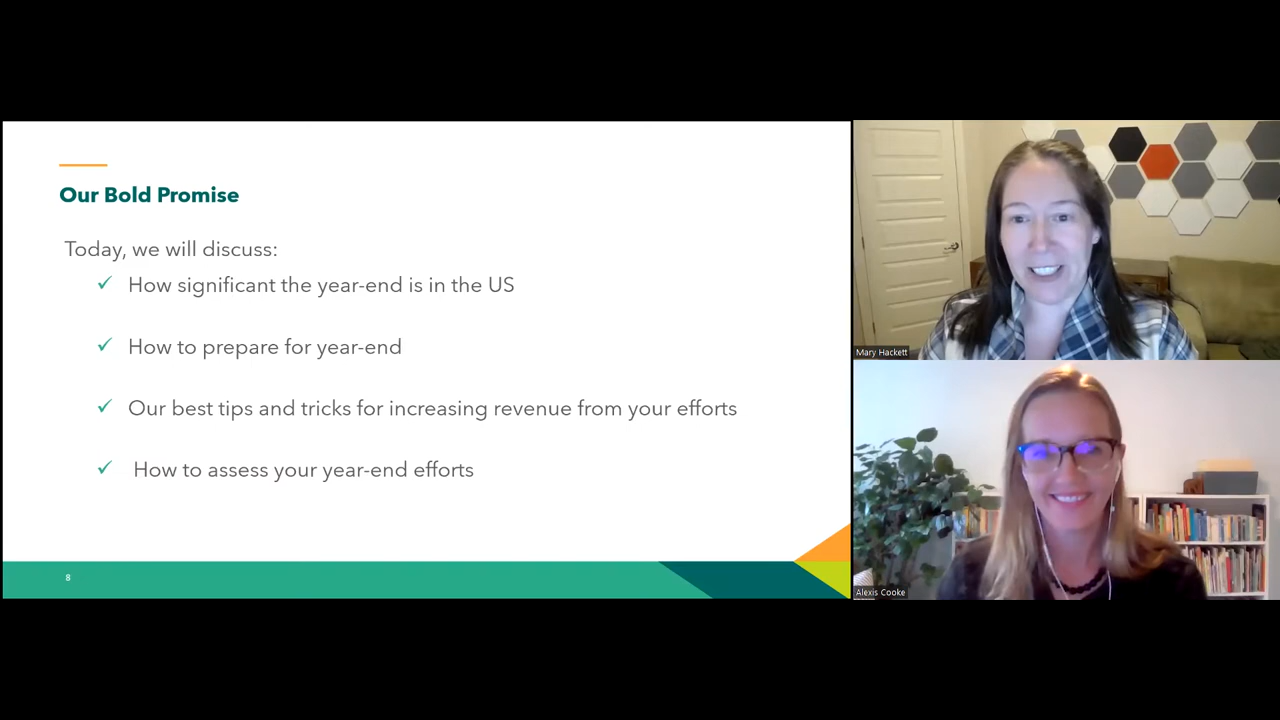 Our Bold Promise
Today, we will discuss:
✓ How significant the year-end is in the US
✓ How to prepare for year-end
✓ Our best tips and tricks for increasing revenue from your efforts
✓ How to assess your year-end efforts
8
Mary Hackett
Alexis Cooke